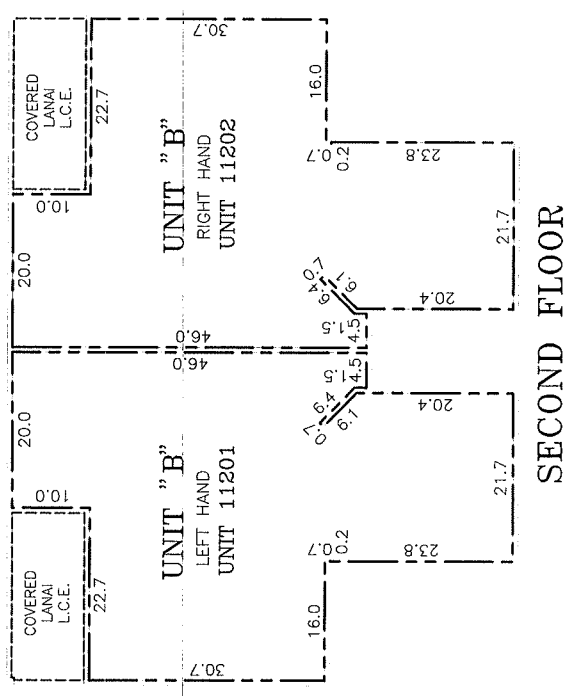 COVERED
LANAI
L.C.E.
22.7
10.0
20.0
30.7
UNIT "B"
RIGHT HAND
UNIT 11202
16.0
0.7
0.2
23.8
21.7
20.4
0.7
6.4
6.1
1.5
4.5
46.0
46.0
4.5
1.5
6.4
6.1
0.7
20.4
21.7
23.8
0.2
0.7
16.0
20.0
10.0
UNIT "B"
LEFT HAND
UNIT 11201
COVERED
LANAI
L.C.E.
22.7
30.7
SECOND FLOOR